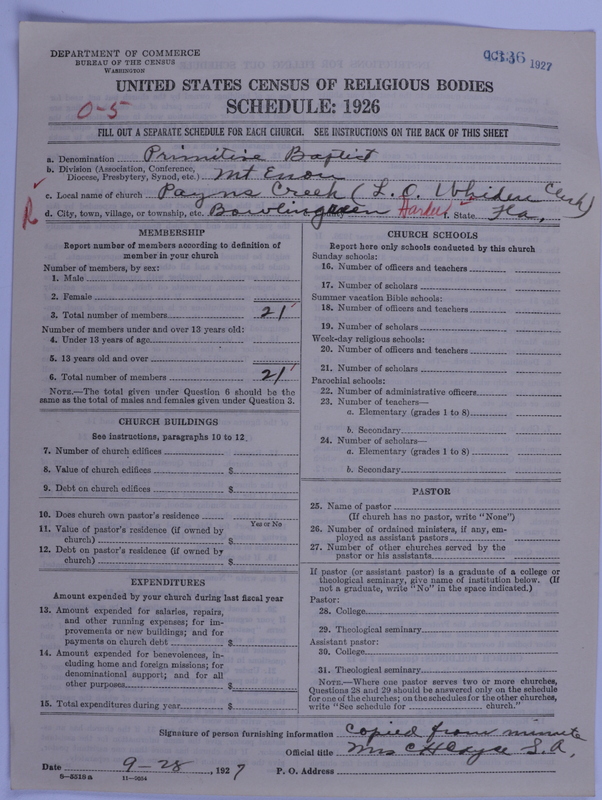 DEPARTMENT OF COMMERCE
BUREAU OF THE CENSUS
WASHINGTON
OCT 36 1927
UNITED STATES CENSUS OF RELIGIOUS BODIES
SCHEDULE: 1926
0-5
FILL OUT A SEPARATE SCHEDULE FOR EACH CHURCH. SEE INSTRUCTIONS ON THE BACK OF THIS SHEET
a. Denomination Primitive Baptist
b. Division (Association, Conference,
Diocese, Presbytery, Synod, etc.) Mt Enon
c. Local name of church Payns Creek (L. O. Whidden Clerk)
R
d. City, town, village, or township, etc. Bowlingreen Hardee, State Fla,
MEMBERSHIP
Report number of members according to definition of
member in your church
Number of members, by sex:
1. Male
2. Female
3. Total number of members 21
Number of members under and over 13 years old:
4. Under 13 years of age
5. 13 years old and over
6. Total number of members 21
NOTE.—The total given under Question 6 should be the
same as the total of males and females given under Question 3.
CHURCH BUILDINGS
See instructions, paragraphs 10 to 12
7. Number of church edifices
8. Value of church edifices $
9. Debt on church edifices $
10. Does church own pastor's residence
Yes or No
11. Value of pastor's residence (if owned by
church) $
12. Debt on pastor's residence (if owned by
church) $
EXPENDITURES
Amount expended by your church during last fiscal year
13. Amount expended for salaries, repairs,
and other running expenses; for im-
provements or new buildings; and for
payments on church debt $
14. Amount expended for benevolences, in-
cluding home and foreign missions; for
denominational support; and for all
other purposes $
15. Total expenditures during year $
CHURCH SCHOOLS
Report here only schools conducted by this church
Sunday schools:
16. Number of officers and teachers
17. Number of scholars
Summer vacation Bible schools:
18. Number of officers and teachers
19. Number of scholars
Week-day religious schools:
20. Number of officers and teachers
21. Number of scholars
Parochial schools:
22. Number of administrative officers
23. Number of teachers—
a. Elementary (grades 1 to 8)
b. Secondary
24. Number of scholars—
a. Elementary (grades 1 to 8)
b. Secondary
PASTOR
25. Name of pastor
(If church has no pastor, write "None")
26. Number of ordained ministers, if any, em-
ployed as assistant pastors
27. Number of other churches served by the
pastor or his assistants
If pastor (or assistant pastor) is a graduate of a college or
theological seminary, give name of institution below. (If
not a graduate, write "No" in the space indicated.)
Pastor:
28. College
29. Theological seminary
Assistant pastor:
30. College
31. Theological seminary
NOTE.—Where one pastor serves two or more churches,
Questions 28 and 29 should be answered only on the schedule
for one of the churches; on the schedules for the other churches,
write "See schedule for church."
Signature of person furnishing information Copied from minute
Official title Mrs S. A.
Date 9-28, 1927 P. O. Address
6—5518a 11—5654